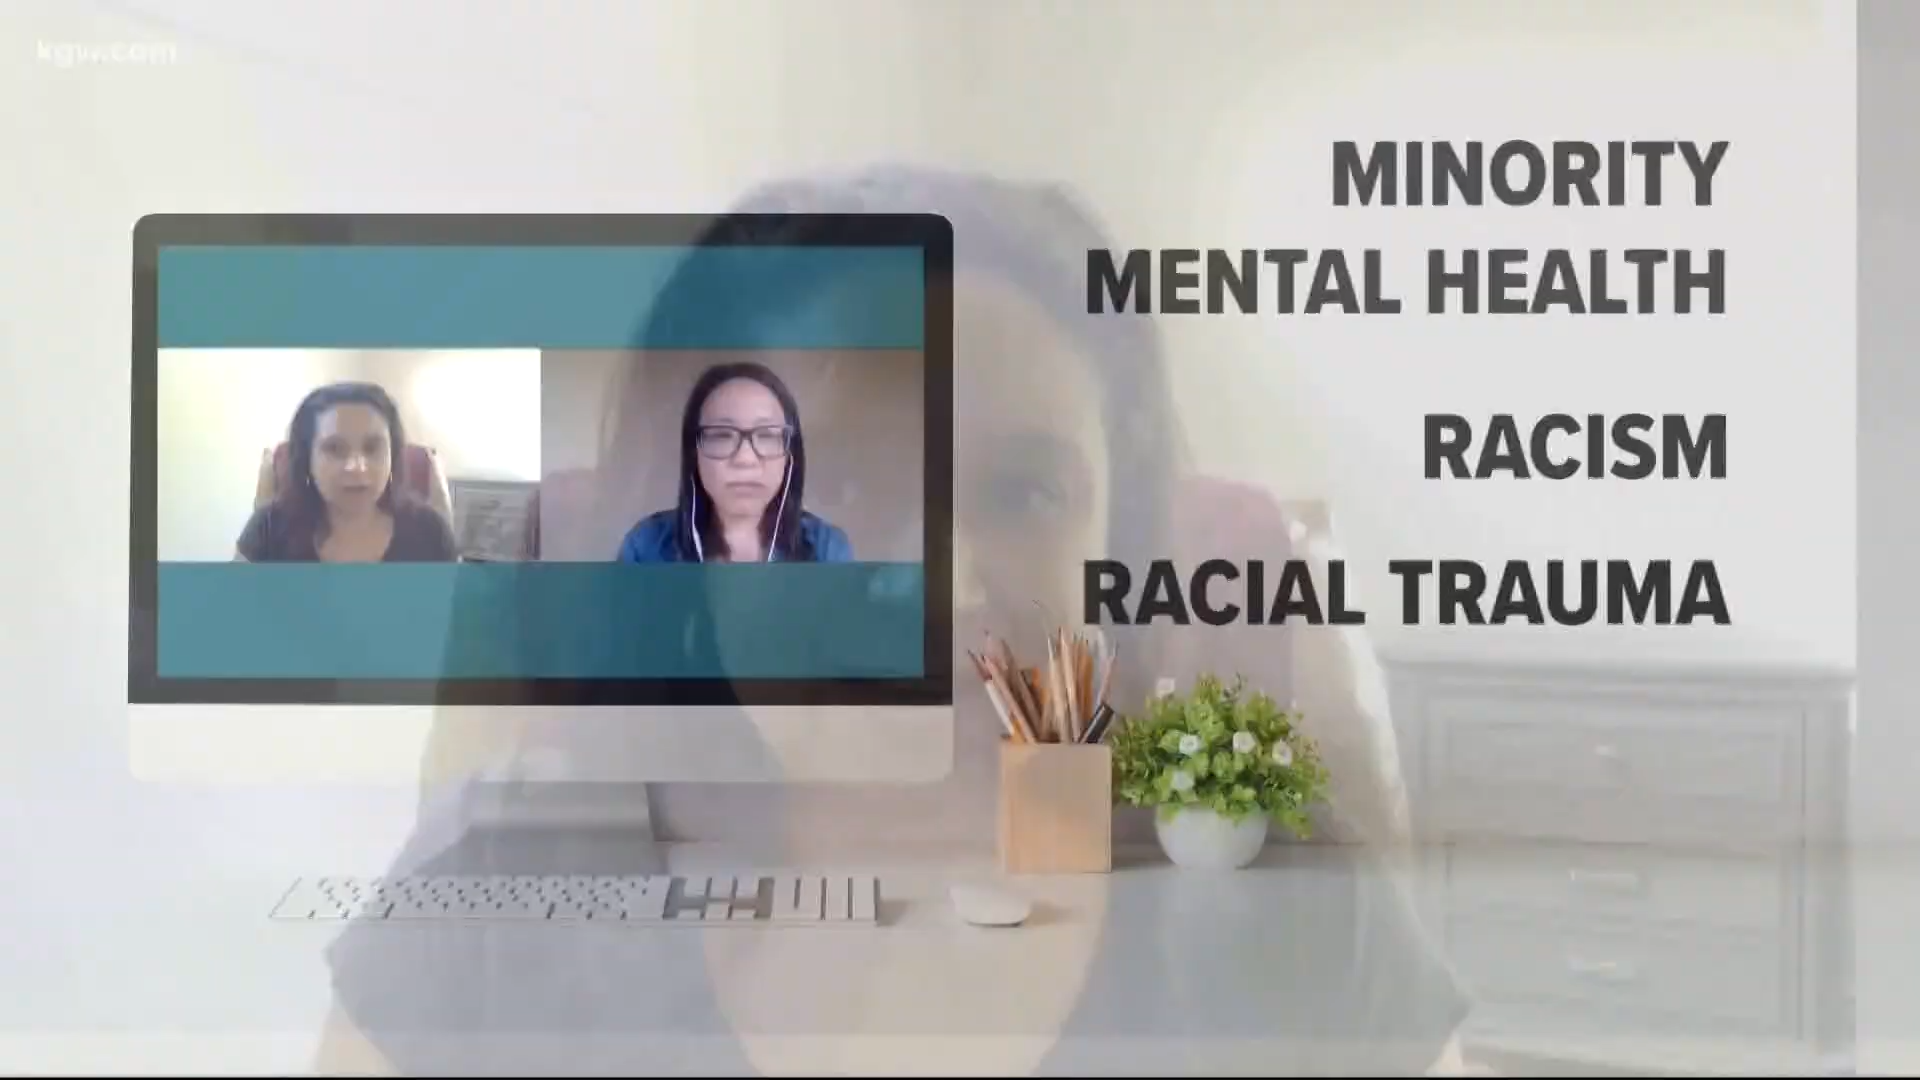 kgw.com
MINORITY
MENTAL HEALTH
RACISM
RACIAL TRAUMA